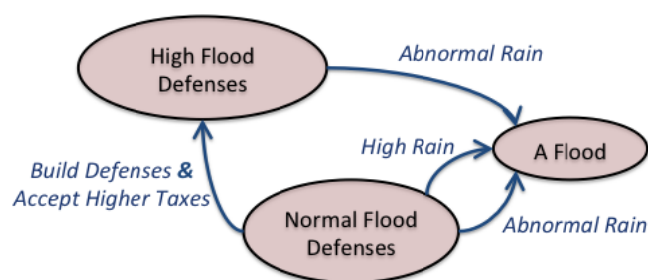 High Flood
Defenses
Abnormal Rain
High Rain
A Flood
Build Defenses &
Accept Higher Taxes
Normal Flood
Defenses
Abnormal Rain